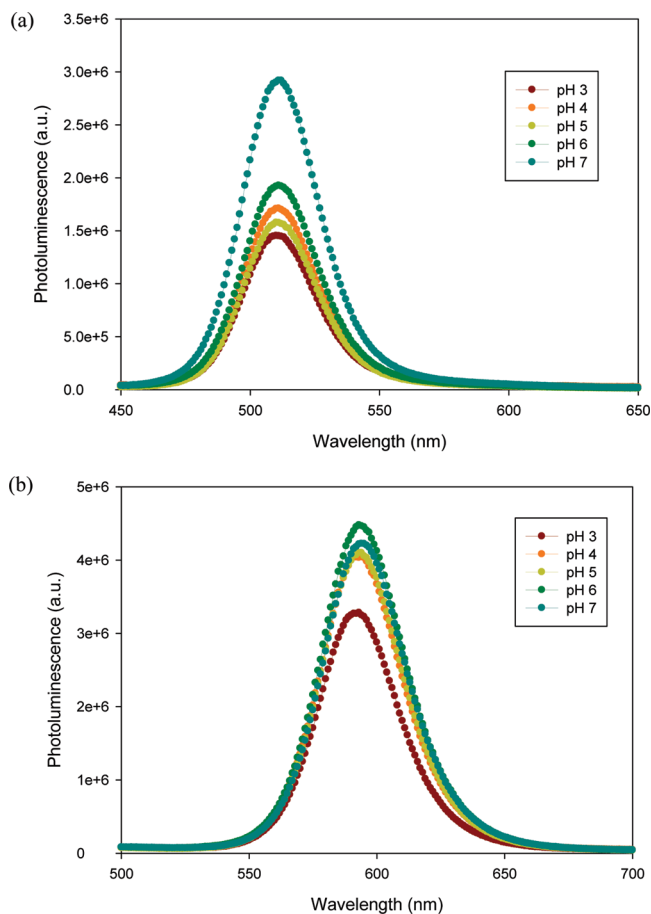 (a)
3.5e+6
3.0e+6
2.5e+6
2.0e+6
1.5e+6
1.0e+6
5.0e+5
0.0
Photoluminescence (a.u.)
pH 3
pH 4
pH 5
pH 6
pH 7
450 500 550 600 650
Wavelength (nm)
(b)
5e+6
4e+6
3e+6
2e+6
1e+6
0
Photoluminescence (a.u.)
pH 3
pH 4
pH 5
pH 6
pH 7
500 550 600 650 700
Wavelength (nm)